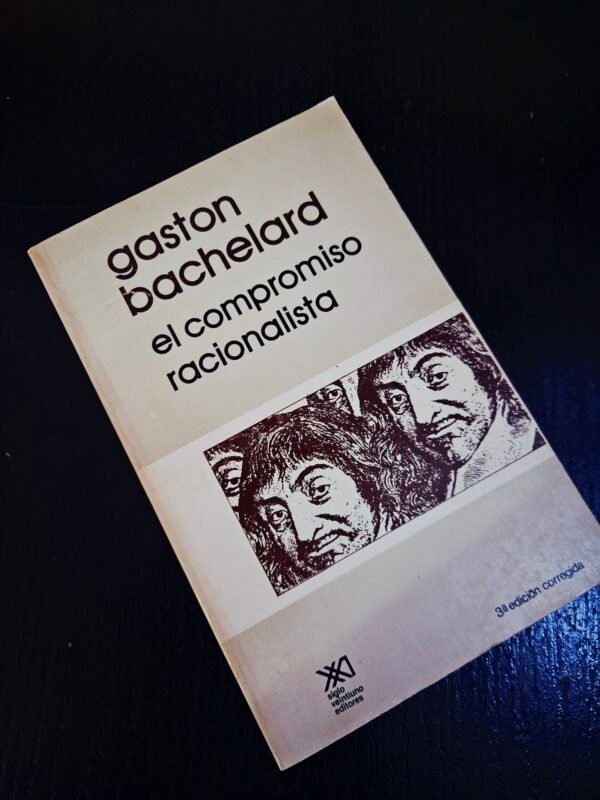 gaston
bachelard
el compromiso
racionalista
3ª edición corregida
siglo
veintiuno
editores